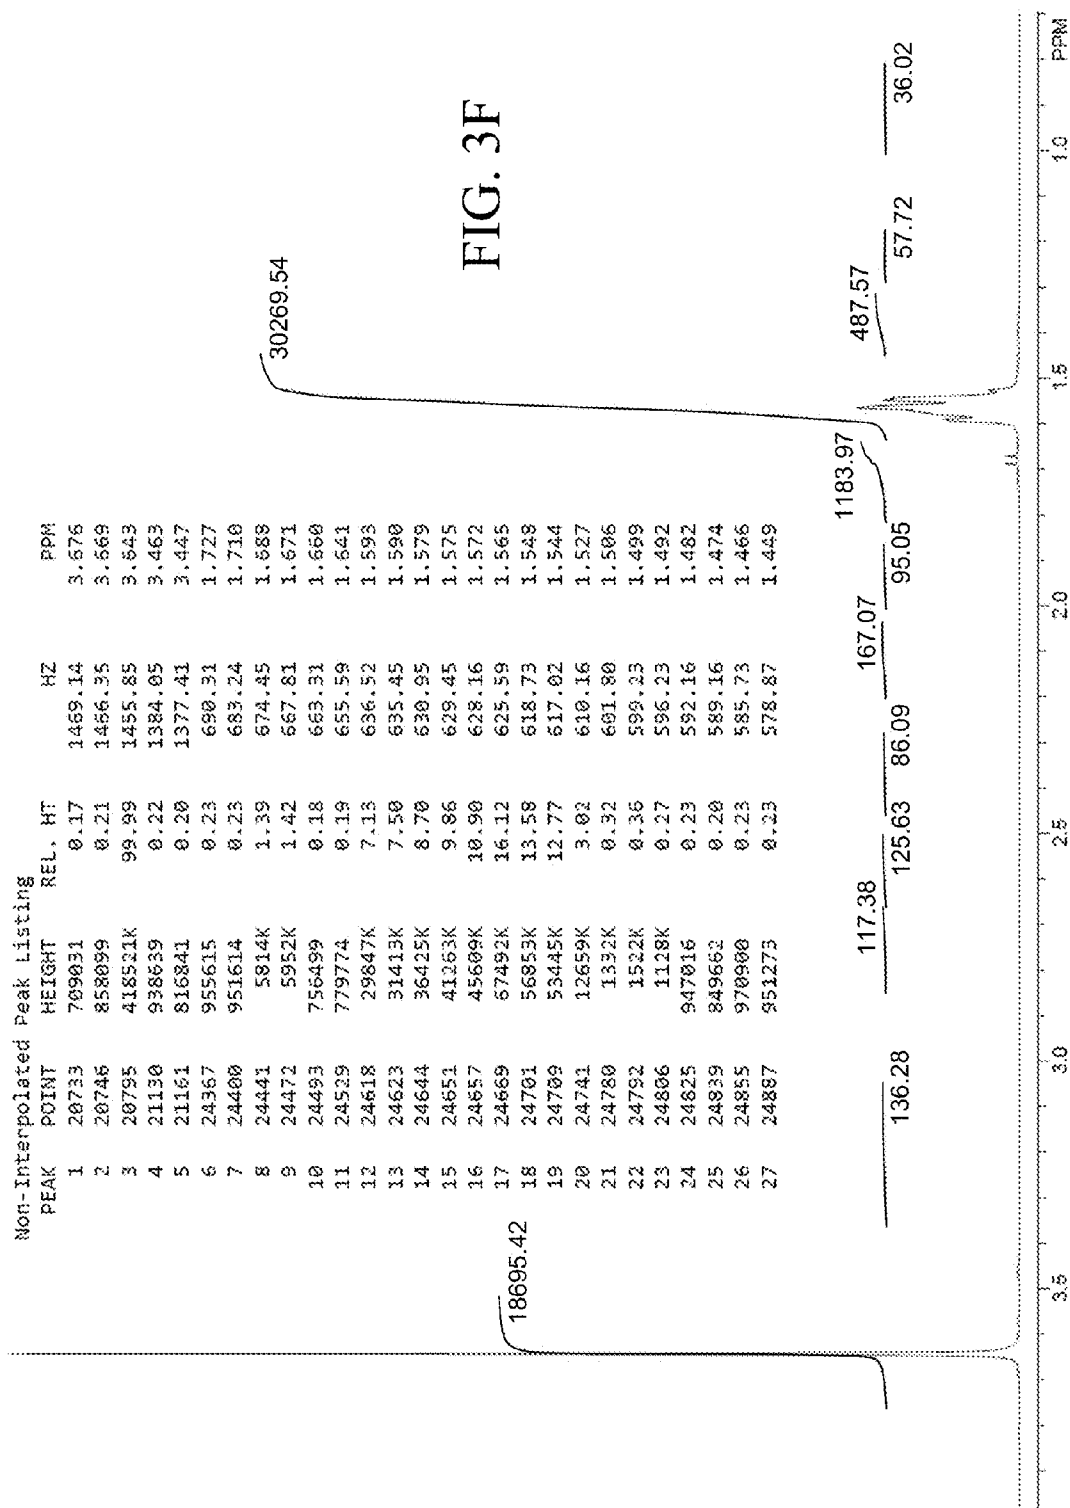 Non-Interpolated Peak Listing
PEAK POINT HEIGHT REL. HT HZ PPM
1 20733 709031 0.17 1469.14 3.676
2 20746 858099 0.21 1466.35 3.669
3 20795 418521K 99.99 1455.85 3.643
4 21130 938639 0.22 1384.05 3.463
5 21161 816841 0.20 1377.41 3.447
6 24367 955615 0.23 690.31 1.727
7 24400 951614 0.23 683.24 1.710
8 24441 5814K 1.39 674.45 1.688
9 24472 5952K 1.42 667.81 1.671
10 24493 756499 0.18 663.31 1.660
11 24529 779774 0.19 655.59 1.641
12 24618 29847K 7.13 636.52 1.593
13 24623 31413K 7.50 635.45 1.590
14 24644 36425K 8.70 630.95 1.579
15 24651 41263K 9.86 629.45 1.575
16 24657 45609K 10.90 628.16 1.572
17 24669 67492K 16.12 625.59 1.565
18 24701 56853K 13.58 618.73 1.548
19 24709 53445K 12.77 617.02 1.544
20 24741 12659K 3.02 610.16 1.527
21 24780 1332K 0.32 601.80 1.506
22 24792 1522K 0.36 599.23 1.499
23 24806 1128K 0.27 596.23 1.492
24 24825 947016 0.23 592.16 1.482
25 24839 849662 0.20 589.16 1.474
26 24855 970900 0.23 585.73 1.466
27 24887 951273 0.23 578.87 1.449
30269.54
FIG. 3F
18695.42
136.28
117.38
125.63
86.09
167.07
95.05
1183.97
487.57
57.72
36.02
3.5 3.0 2.5 2.0 1.5 1.0 PPM